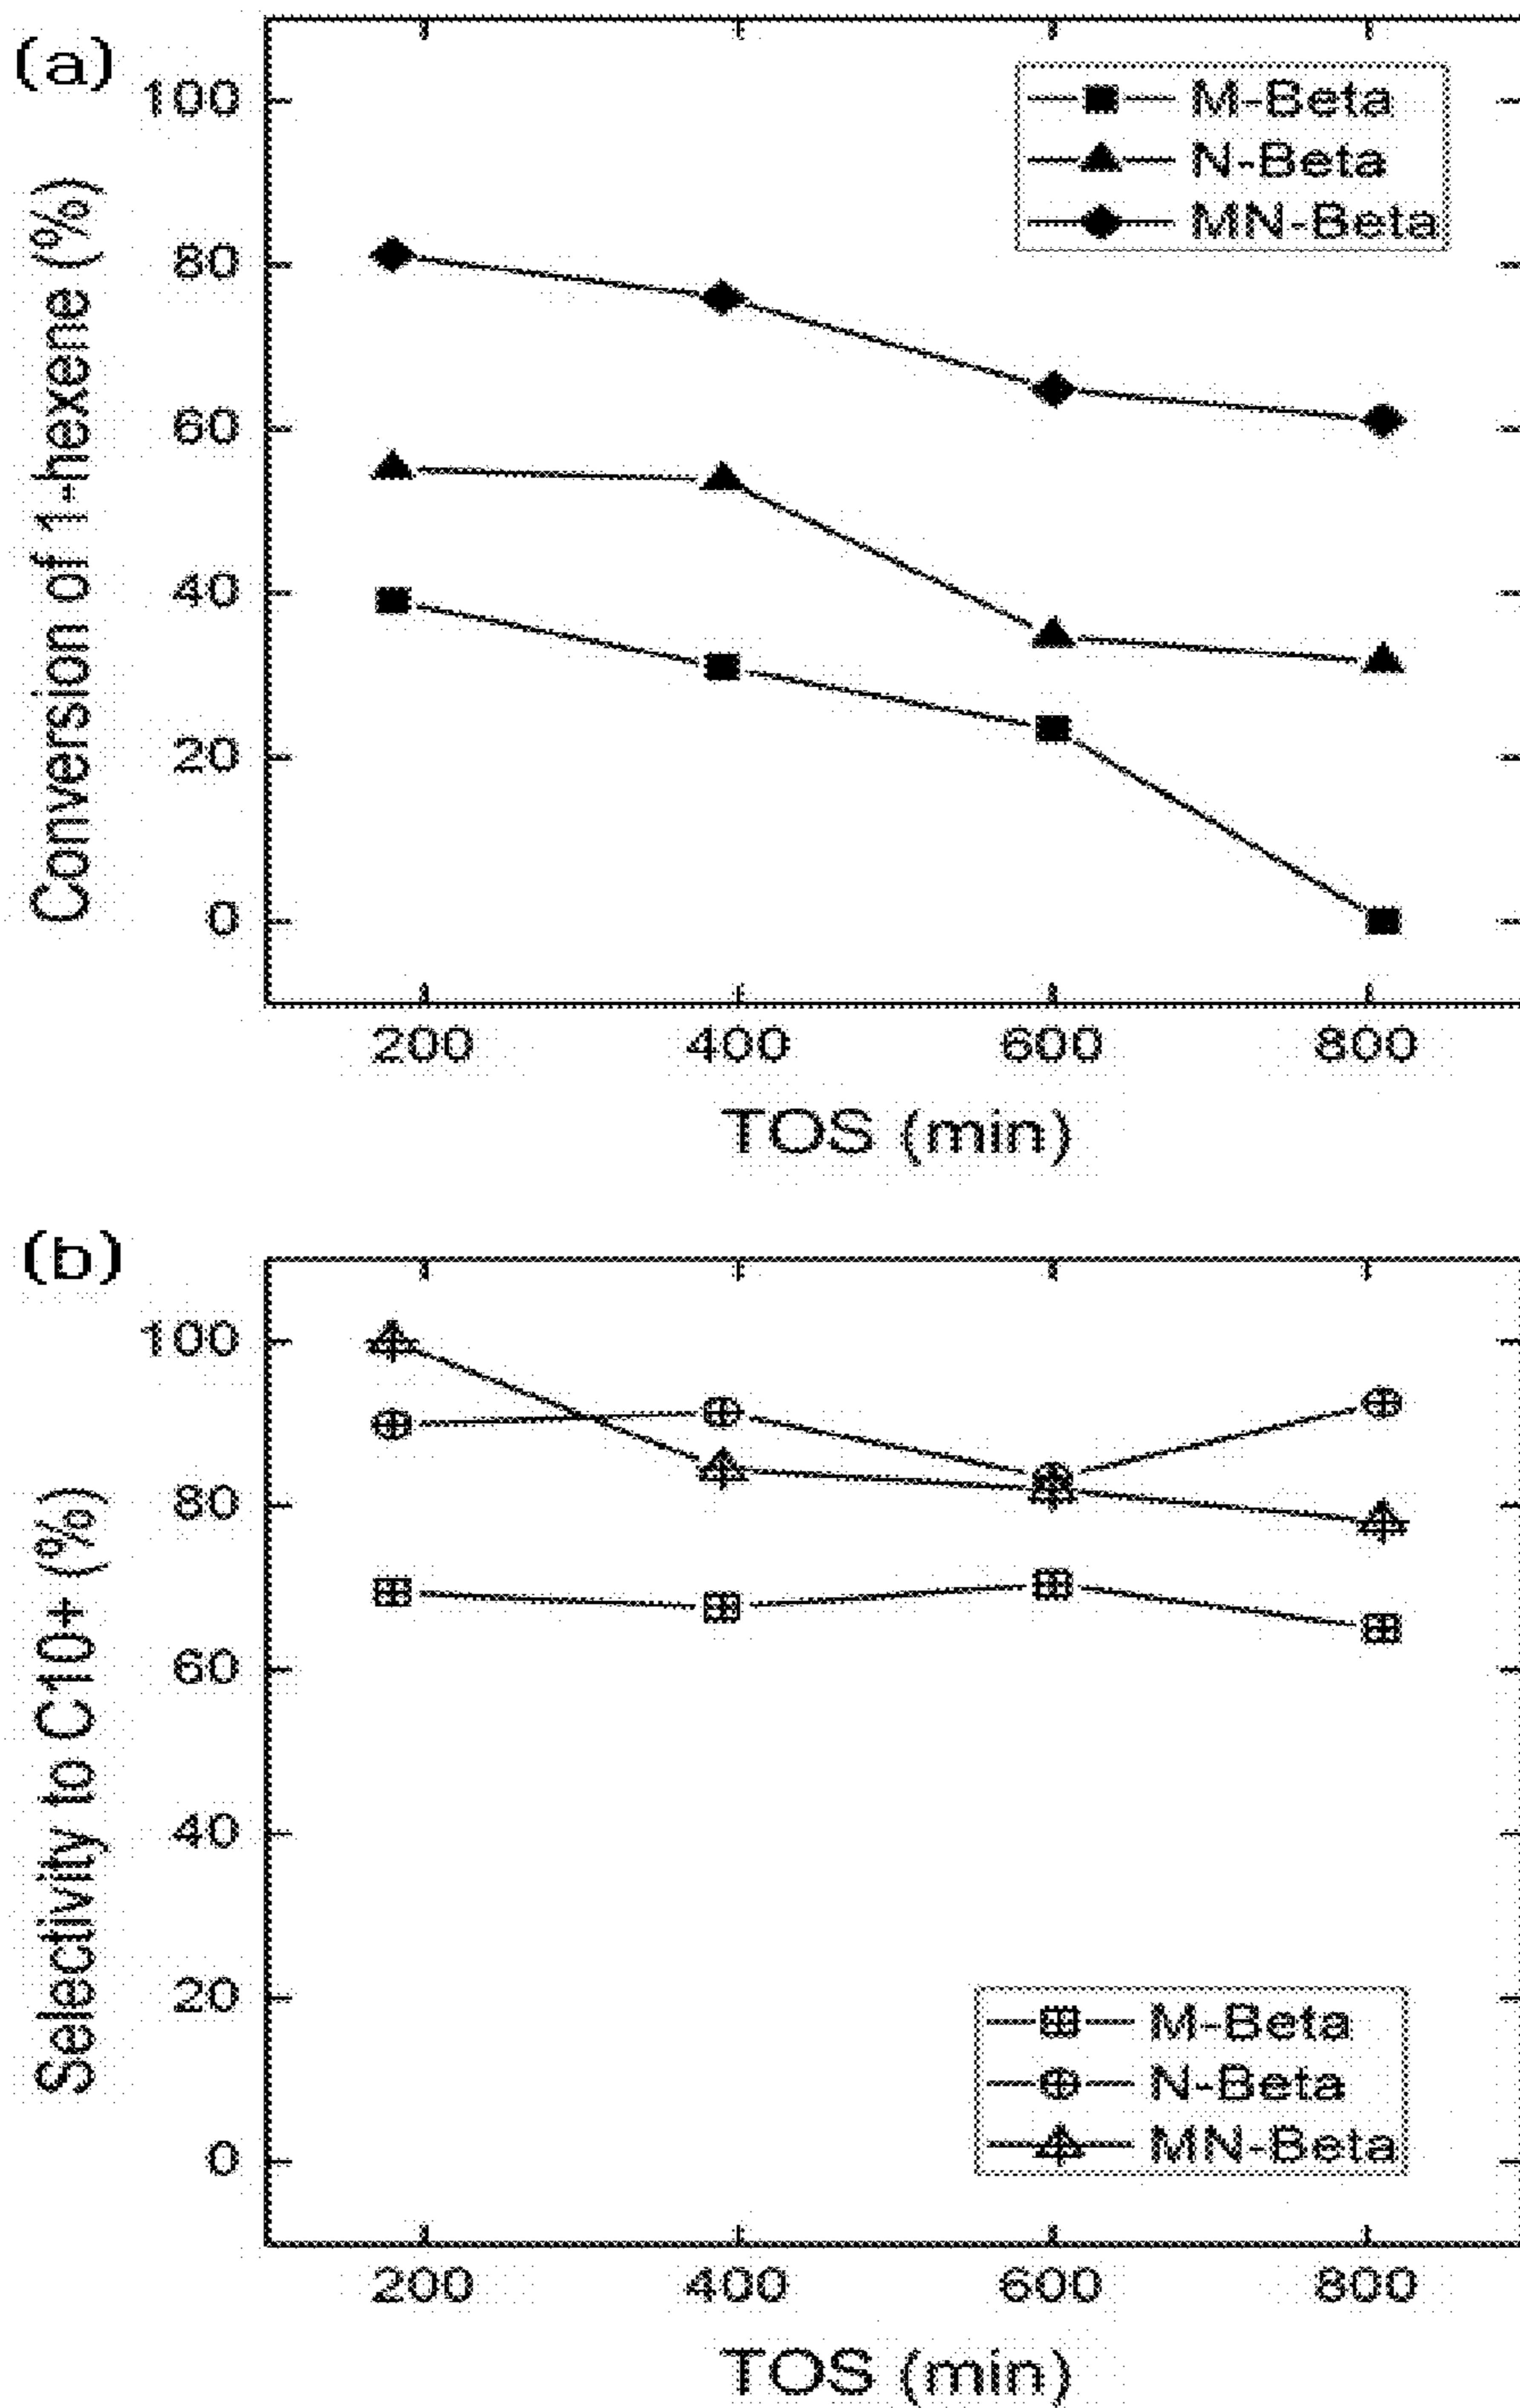 (a)
Conversion of 1-hexene (%)
100
80
60
40
20
0
M-Beta
N-Beta
MN-Beta
200 400 600 800
TOS (min)
(b)
Selectivity to C10+ (%)
100
80
60
40
20
0
M-Beta
N-Beta
MN-Beta
200 400 600 800
TOS (min)